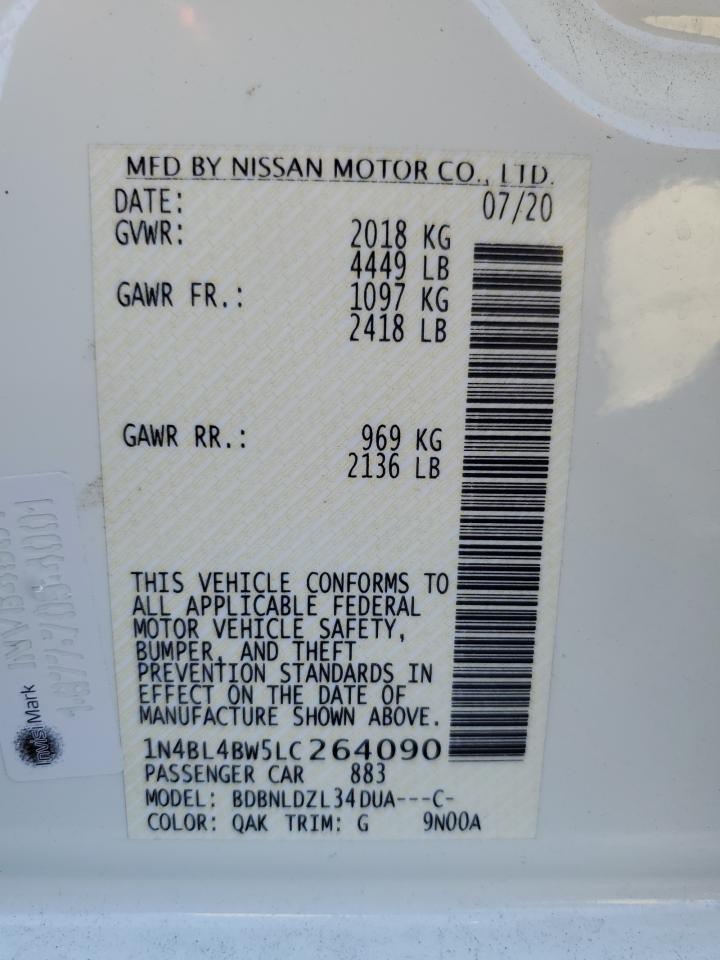 MFD BY NISSAN MOTOR CO., LTD.
DATE: 07/20
GVWR: 2018 KG
4449 LB
GAWR FR.: 1097 KG
2418 LB
GAWR RR.: 969 KG
2136 LB
THIS VEHICLE CONFORMS TO
ALL APPLICABLE FEDERAL
MOTOR VEHICLE SAFETY,
BUMPER, AND THEFT
PREVENTION STANDARDS IN
EFFECT ON THE DATE OF
MANUFACTURE SHOWN ABOVE.
1N4BL4BW5LC264090
PASSENGER CAR 883
MODEL: BDBNLDZL34DUA---C-
COLOR: QAK TRIM: G 9N00A
Mark